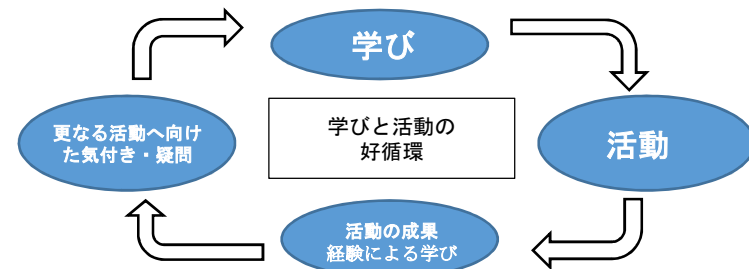 学び
更なる活動へ向け
た気付き・疑問
学びと活動の
好循環
活動
活動の成果
経験による学び